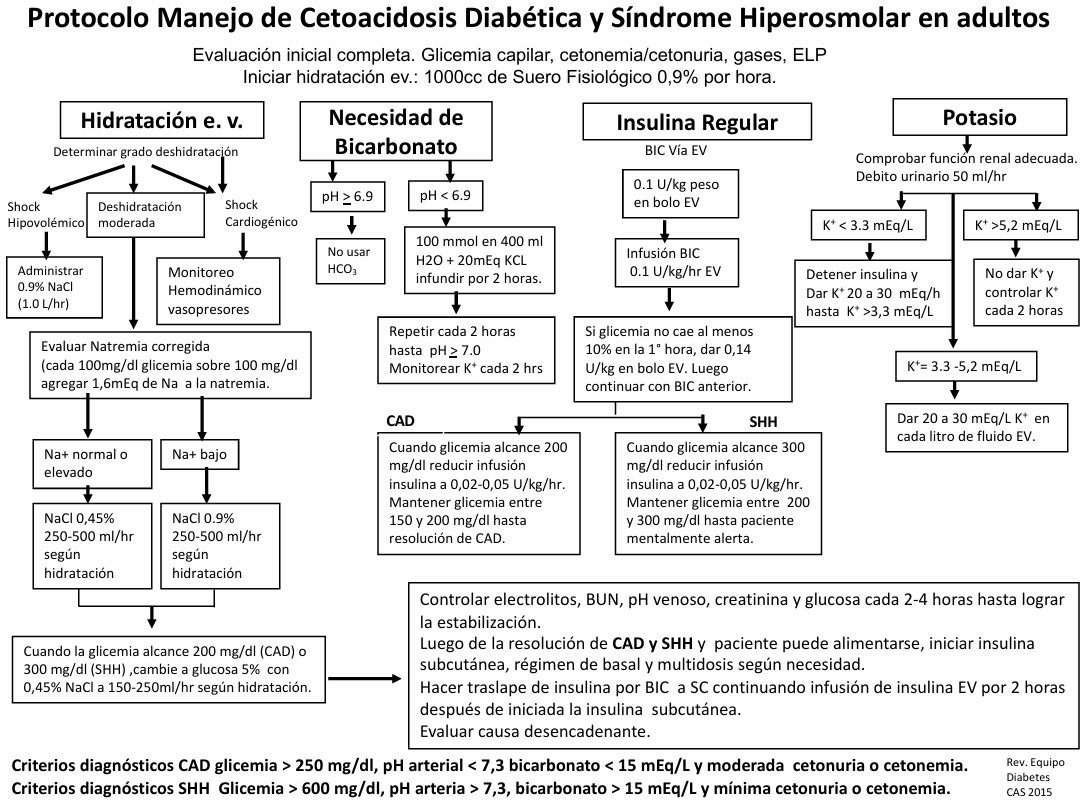 Protocolo Manejo de Cetoacidosis Diabética y Síndrome Hiperosmolar en adultos
Evaluación inicial completa. Glicemia capilar, cetonemia/cetonuria, gases, ELP
Iniciar hidratación ev.: 1000cc de Suero Fisiológico 0,9% por hora.
Hidratación e. v.
Determinar grado deshidratación
Shock
Hipovolémico
Deshidratación
moderada
Shock
Cardiogénico
Administrar
0.9% NaCl
(1.0 L/hr)
Monitoreo
Hemodinámico
vasopresores
Evaluar Natremia corregida
(cada 100mg/dl glicemia sobre 100 mg/dl
agregar 1,6mEq de Na  a la natremia.
Na+ normal o
elevado
Na+ bajo
NaCl 0,45%
250-500 ml/hr
según
hidratación
NaCl 0.9%
250-500 ml/hr
según
hidratación
Cuando la glicemia alcance 200 mg/dl (CAD) o
300 mg/dl (SHH) ,cambie a glucosa 5%  con
0,45% NaCl a 150-250ml/hr según hidratación.
Necesidad de
Bicarbonato
pH ≥ 6.9
pH < 6.9
No usar
HCO₃
100 mmol en 400 ml
H2O + 20mEq KCL
infundir por 2 horas.
Repetir cada 2 horas
hasta  pH ≥ 7.0
Monitorear K⁺ cada 2 hrs
Insulina Regular
BIC Vía EV
0.1 U/kg peso
en bolo EV
Infusión BIC
0.1 U/kg/hr EV
Si glicemia no cae al menos
10% en la 1° hora, dar 0,14
U/kg en bolo EV. Luego
continuar con BIC anterior.
CAD
Cuando glicemia alcance 200
mg/dl reducir infusión
insulina a 0,02-0,05 U/kg/hr.
Mantener glicemia entre
150 y 200 mg/dl hasta
resolución de CAD.
SHH
Cuando glicemia alcance 300
mg/dl reducir infusión
insulina a 0,02-0,05 U/kg/hr.
Mantener glicemia entre  200
y 300 mg/dl hasta paciente
mentalmente alerta.
Potasio
Comprobar función renal adecuada.
Debito urinario 50 ml/hr
K⁺ < 3.3 mEq/L
K⁺ >5,2 mEq/L
Detener insulina y
Dar K⁺ 20 a 30  mEq/h
hasta  K⁺ >3,3 mEq/L
No dar K⁺ y
controlar K⁺
cada 2 horas
K⁺= 3.3 -5,2 mEq/L
Dar 20 a 30 mEq/L K⁺  en
cada litro de fluido EV.
Controlar electrolitos, BUN, pH venoso, creatinina y glucosa cada 2-4 horas hasta lograr
la estabilización.
Luego de la resolución de CAD y SHH y  paciente puede alimentarse, iniciar insulina
subcutánea, régimen de basal y multidosis según necesidad.
Hacer traslape de insulina por BIC  a SC continuando infusión de insulina EV por 2 horas
después de iniciada la insulina  subcutánea.
Evaluar causa desencadenante.
Criterios diagnósticos CAD glicemia > 250 mg/dl, pH arterial < 7,3 bicarbonato < 15 mEq/L y moderada  cetonuria o cetonemia.
Criterios diagnósticos SHH  Glicemia > 600 mg/dl, pH arteria > 7,3, bicarbonato > 15 mEq/L y mínima cetonuria o cetonemia.
Rev. Equipo
Diabetes
CAS 2015